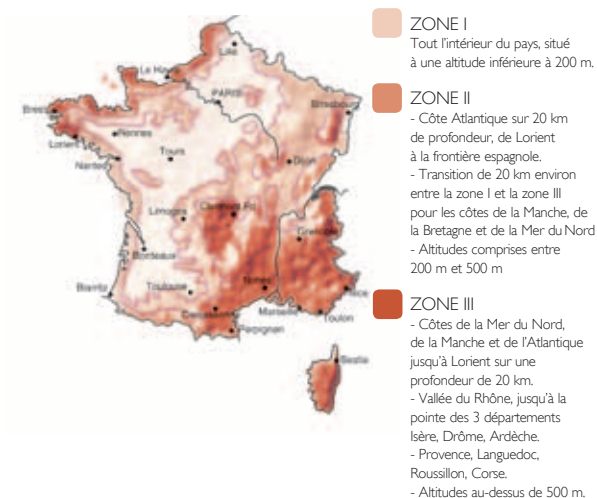 Lille
Le Hav
PARIS
Strasbourg
Brest
Rennes
Lorient
Tours
Nantes
Dijon
Limoges
Clermont Fd
Grenoble
Bordeaux
Biarritz
Toulouse
Nimes
Nice
Marseille
Toulon
Carcassonne
Perpignan
Bastia
ZONE I
Tout l'intérieur du pays, situé
à une altitude inférieure à 200 m.
ZONE II
- Côte Atlantique sur 20 km
de profondeur, de Lorient
à la frontière espagnole.
- Transition de 20 km environ
entre la zone I et la zone III
pour les côtes de la Manche, de
la Bretagne et de la Mer du Nord
- Altitudes comprises entre
200 m et 500 m
ZONE III
- Côtes de la Mer du Nord,
de la Manche et de l'Atlantique
jusqu'à Lorient sur une
profondeur de 20 km.
- Vallée du Rhône, jusqu'à la
pointe des 3 départements
Isère, Drôme, Ardèche.
- Provence, Languedoc,
Roussillon, Corse.
- Altitudes au-dessus de 500 m.